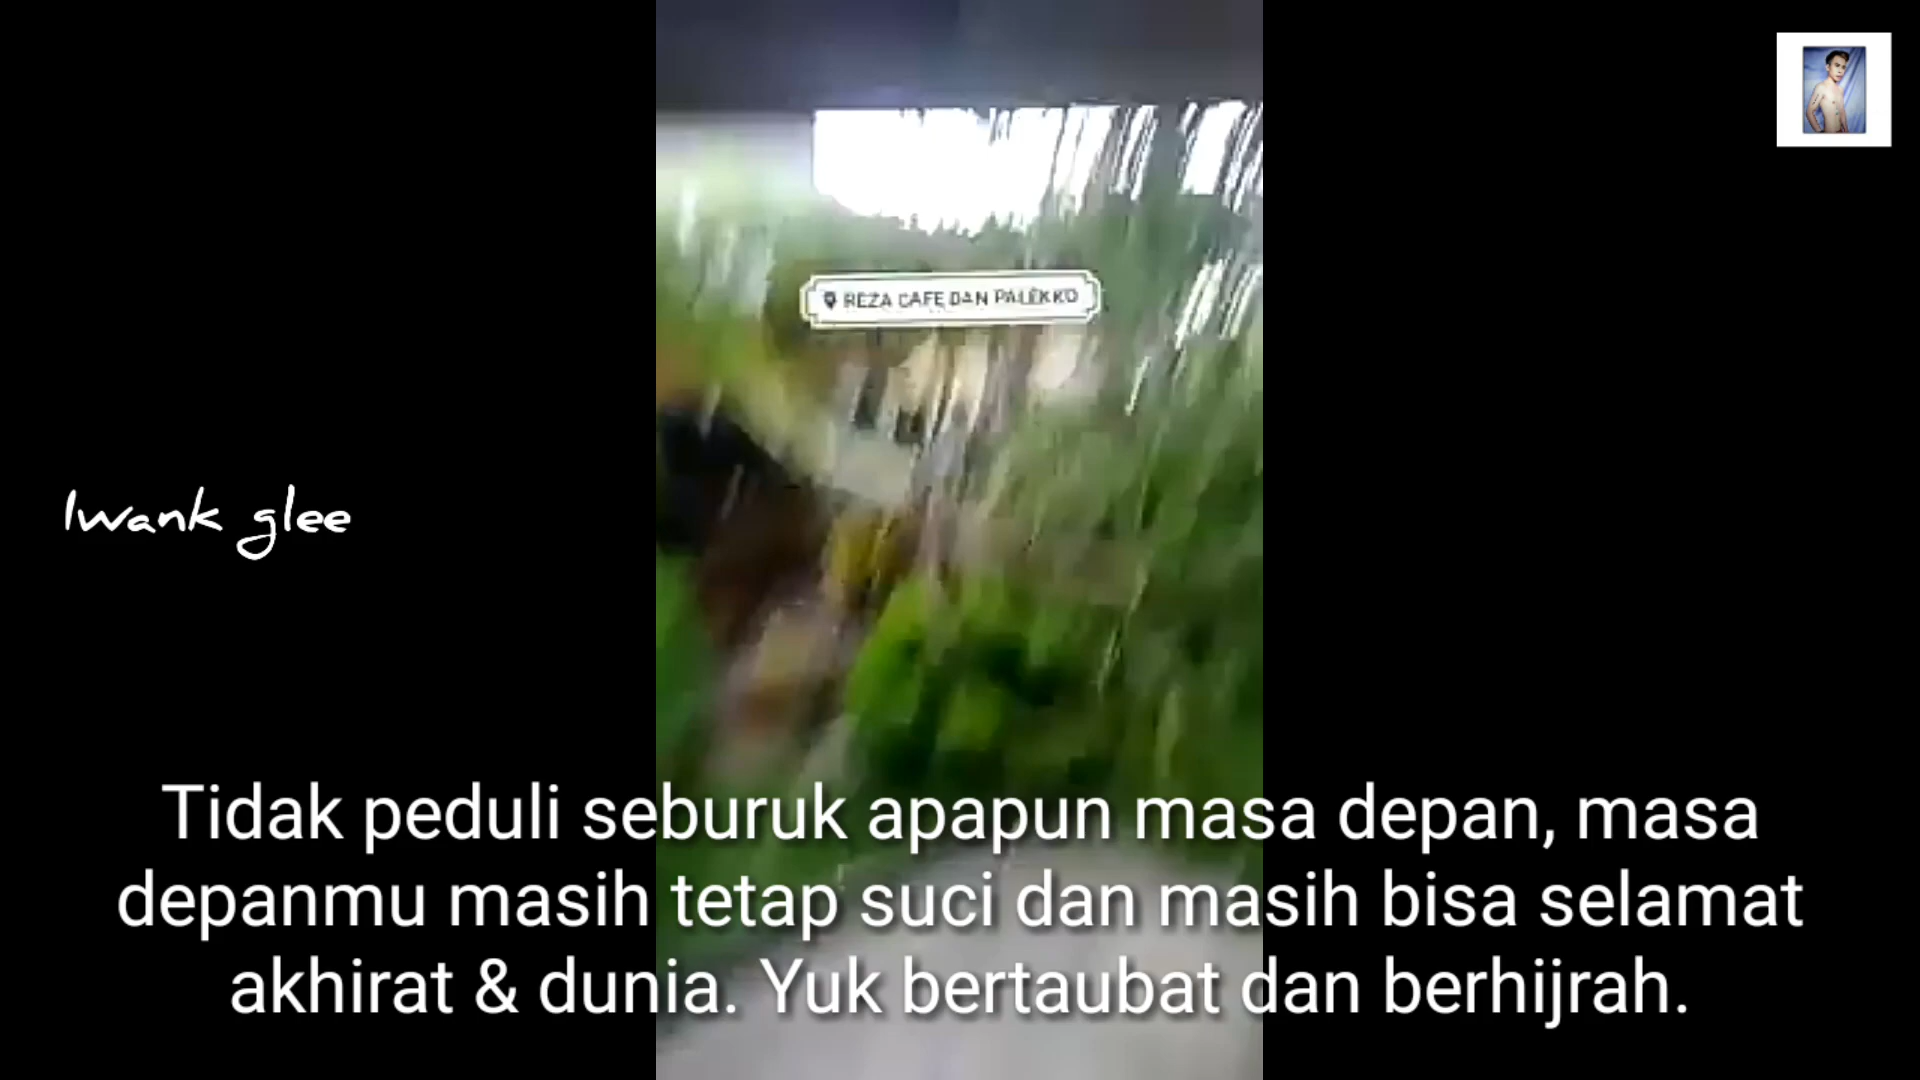 REZA CAFE DAN PALEKKO
Iwank glee
Tidak peduli seburuk apapun masa depan, masa
depanmu masih tetap suci dan masih bisa selamat
akhirat & dunia. Yuk bertaubat dan berhijrah.